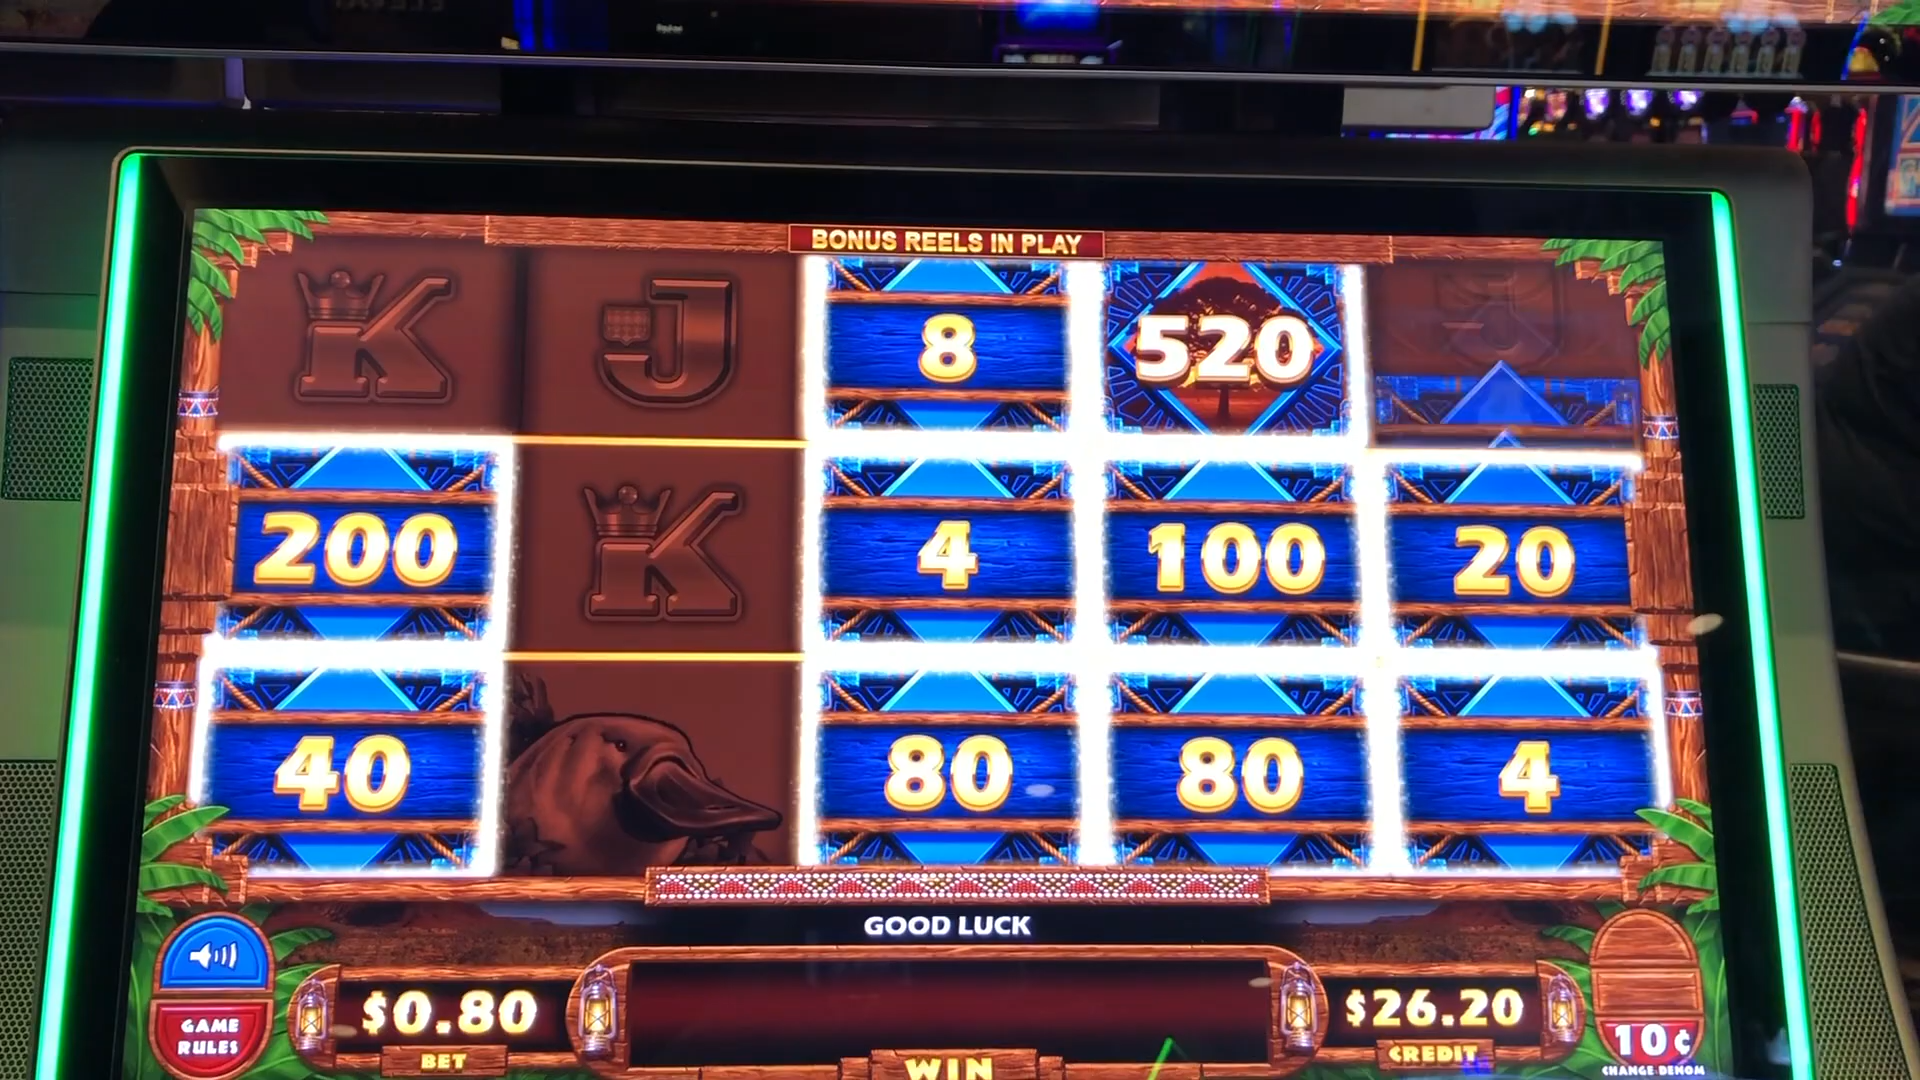 BONUS REELS IN PLAY
K J 8 520 J
200 K 4 100 20
40 80 80 4
GOOD LUCK
GAME
RULES
$0.80
BET
WIN
$26.20
CREDIT
10¢
CHANGE DENOM